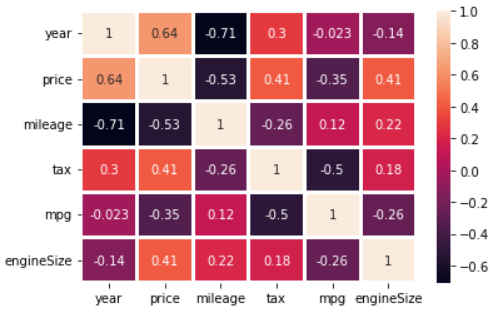 year 1 0.64 -0.71 0.3 -0.023 -0.14
price 0.64 1 -0.53 0.41 -0.35 0.41
mileage -0.71 -0.53 1 -0.26 0.12 0.22
tax 0.3 0.41 -0.26 1 -0.5 0.18
mpg -0.023 -0.35 0.12 -0.5 1 -0.26
engineSize -0.14 0.41 0.22 0.18 -0.26 1
year price mileage tax mpg engineSize
1.0
0.8
0.6
0.4
0.2
0.0
-0.2
-0.4
-0.6